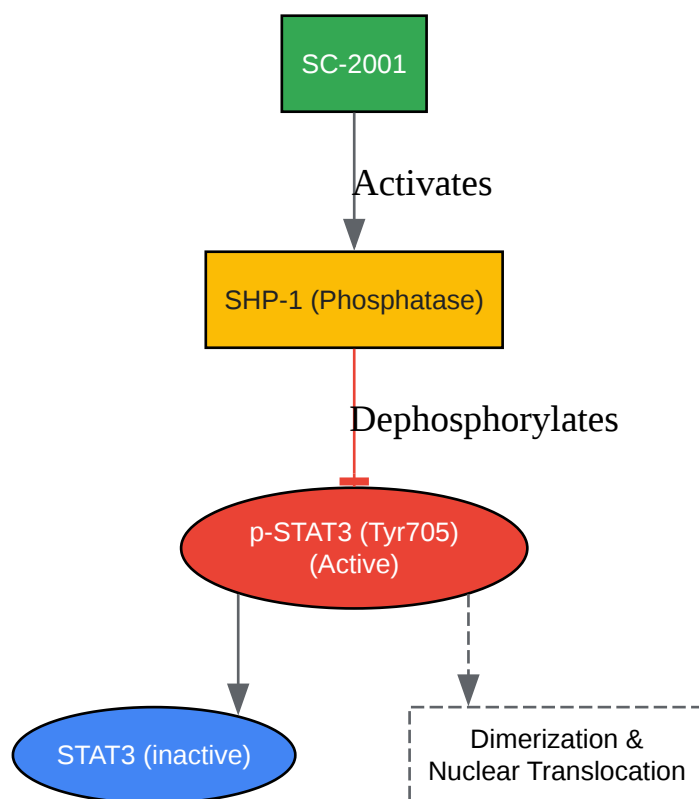 SC-2001
Activates
SHP-1 (Phosphatase)
Dephosphorylates
p-STAT3 (Tyr705)
(Active)
STAT3 (inactive)
Dimerization &
Nuclear Translocation